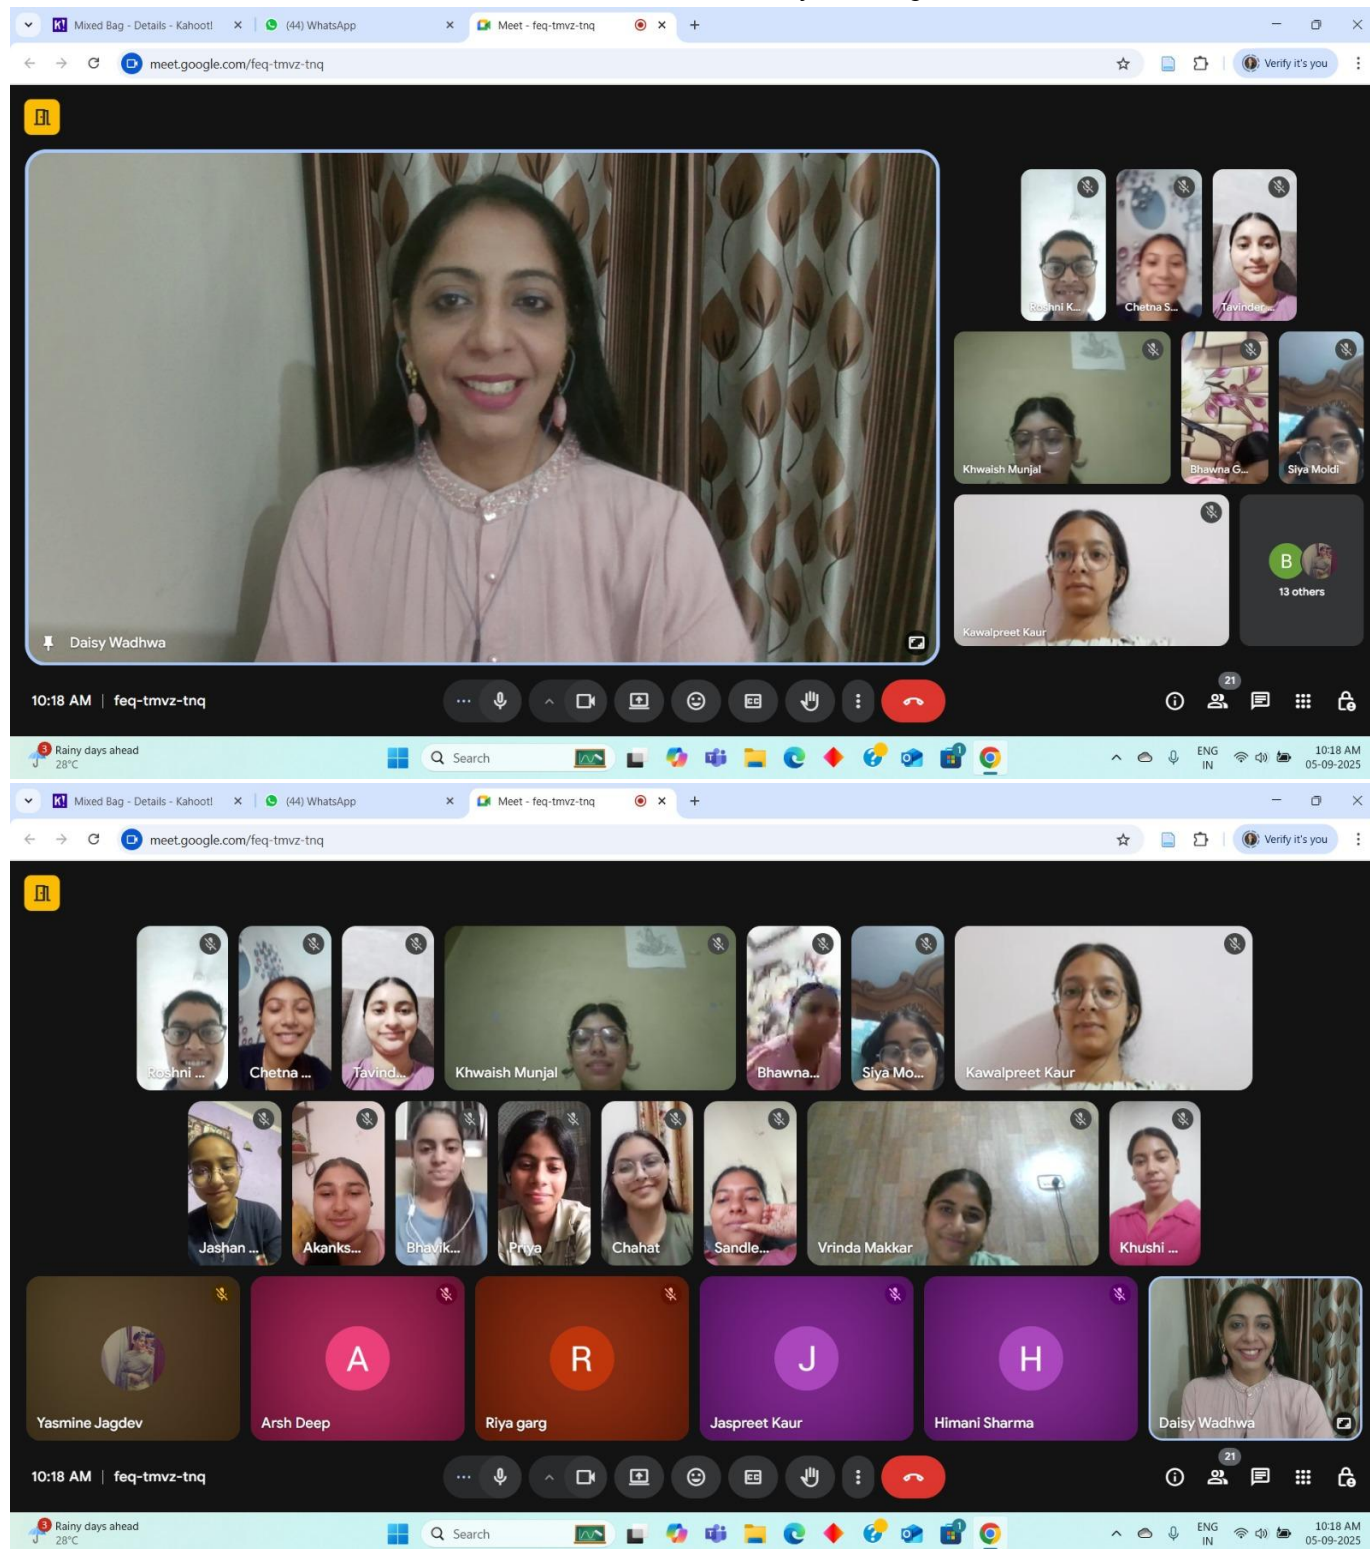 Mixed Bag - Details - Kahoot!
(44) WhatsApp
Meet - feq-tmvz-tnq
meet.google.com/feq-tmvz-tnq
Verify it's you
Roshni K...
Chetna S...
Tavinder...
Khwaish Munjal
Bhawna G...
Siya Moldi
Kawalpreet Kaur
B
13 others
Daisy Wadhwa
10:18 AM | feq-tmvz-tnq
21
3
Rainy days ahead
28°C
Search
1
ENG
IN
10:18 AM
05-09-2025
Mixed Bag - Details - Kahoot!
(44) WhatsApp
Meet - feq-tmvz-tnq
meet.google.com/feq-tmvz-tnq
Verify it's you
Roshni ...
Chetna ...
Tavind...
Khwaish Munjal
Bhawna...
Siya Mo...
Kawalpreet Kaur
Jashan ...
Akanks...
Bhavik...
Priya
Chahat
Sandle...
Vrinda Makkar
Khushi ...
A
R
J
H
Yasmine Jagdev
Arsh Deep
Riya garg
Jaspreet Kaur
Himani Sharma
Daisy Wadhwa
10:18 AM | feq-tmvz-tnq
21
3
Rainy days ahead
28°C
Search
1
ENG
IN
10:18 AM
05-09-2025